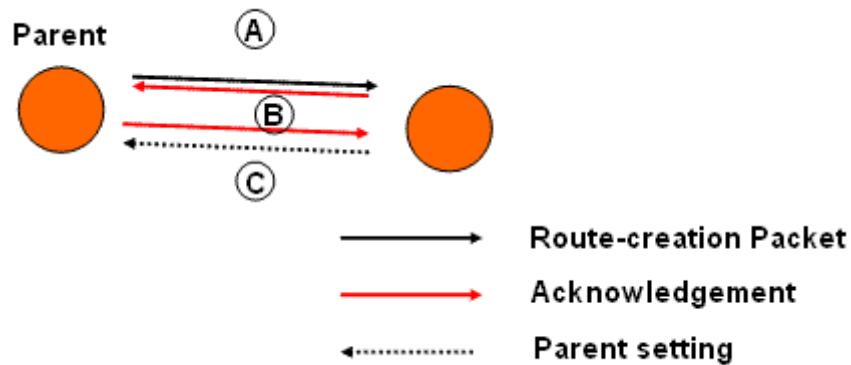 A
Parent
B
C
Route-creation Packet
Acknowledgement
Parent setting